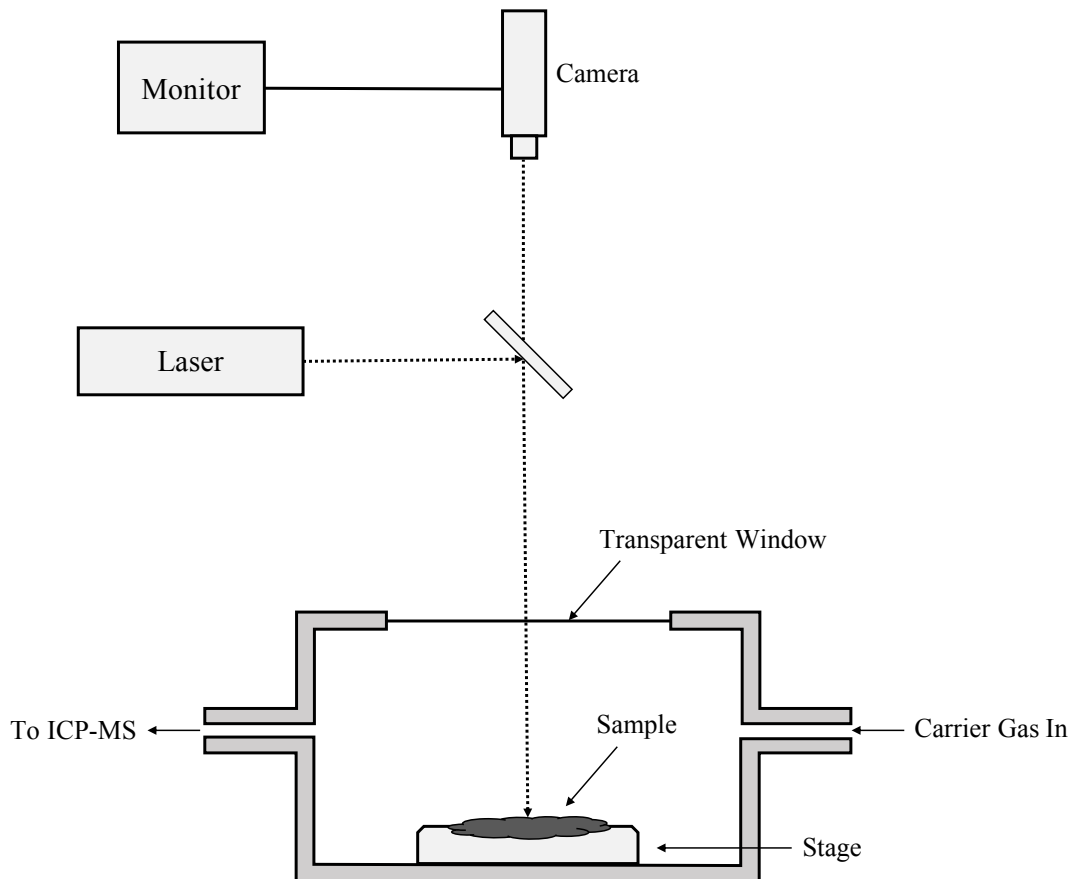 Camera
Monitor
Laser
Transparent Window
Sample
To ICP-MS
Carrier Gas In
Stage